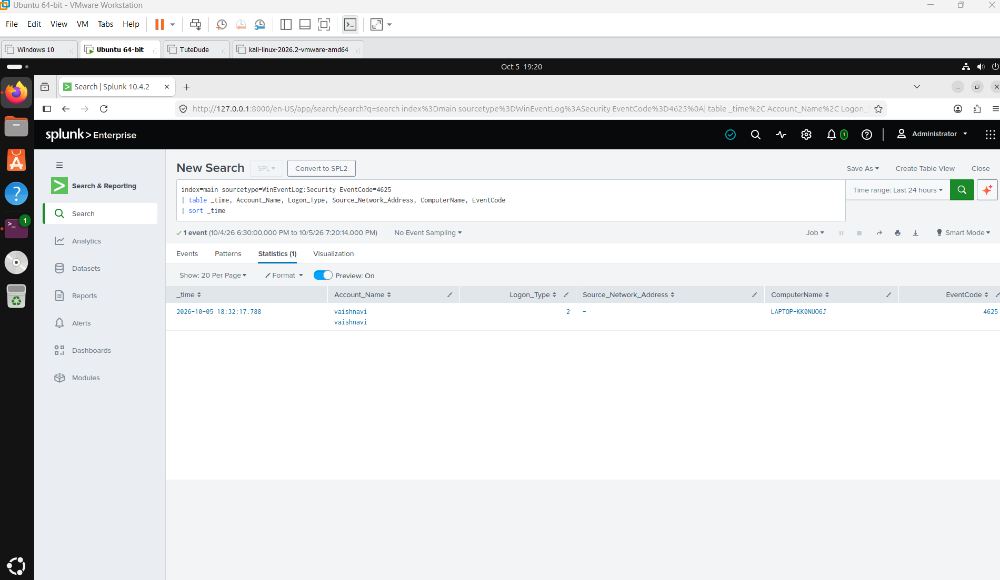 Ubuntu 64-bit - VMware Workstation
File Edit View VM Tabs Help
Windows 10
Ubuntu 64-bit
TuteDude
kali-linux-2026.2-vmware-amd64
Oct 5 19:20
Search | Splunk 10.4.2
http://127.0.0.1:8000/en-US/app/search/search?q=search index%3Dmain sourcetype%3DWinEventLog%3ASecurity EventCode%3D4625%0A| table _time%2C Account_Name%2C Logon_
splunk>Enterprise
1
Administrator
New Search
SPL
Convert to SPL2
Save As
Create Table View
Close
Search & Reporting
index=main sourcetype=WinEventLog:Security EventCode=4625
| table _time, Account_Name, Logon_Type, Source_Network_Address, ComputerName, EventCode
| sort _time
Time range: Last 24 hours
Search
1
1 event (10/4/26 6:30:00.000 PM to 10/5/26 7:20:14.000 PM)
No Event Sampling
Job
Smart Mode
Analytics
Events
Patterns
Statistics (1)
Visualization
Datasets
Show: 20 Per Page
Format
Preview: On
Reports
_time
Account_Name
Logon_Type
Source_Network_Address
ComputerName
EventCode
2026-10-05 18:32:17.788
vaishnavi
vaishnavi
2
-
LAPTOP-KK0NUO6J
4625
Alerts
Dashboards
Modules